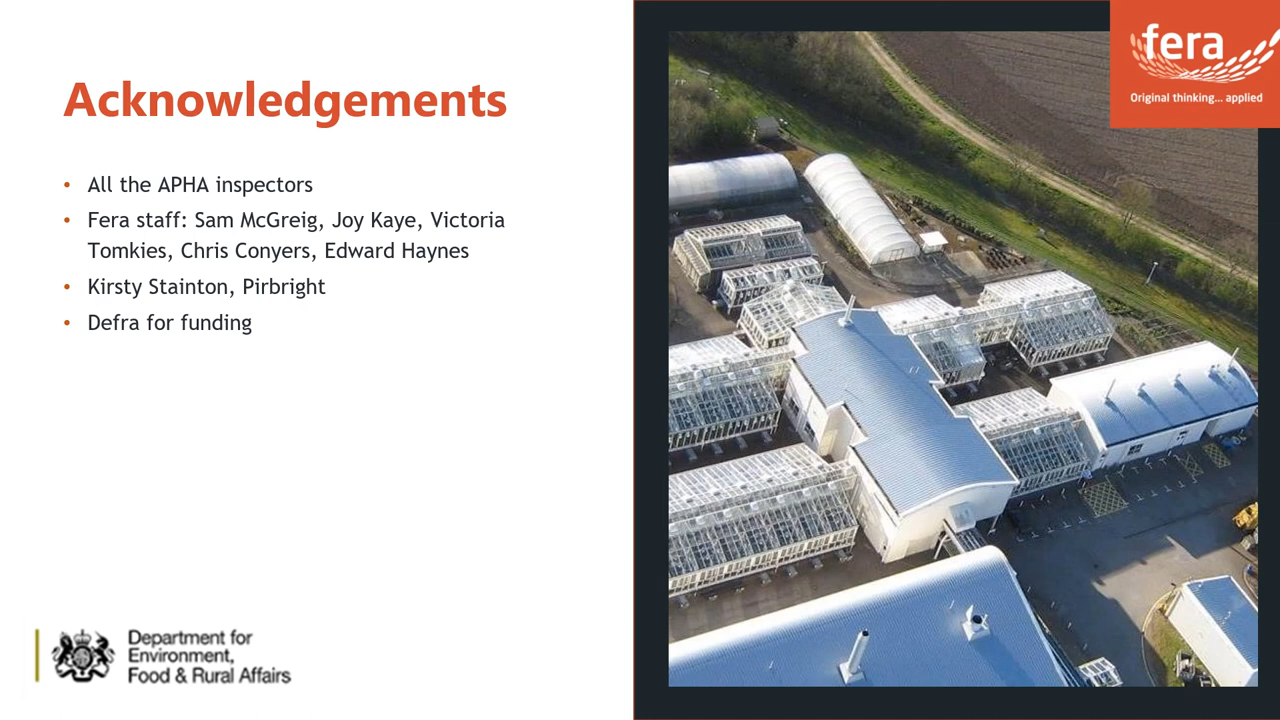 fera
Original thinking... applied
Acknowledgements
• All the APHA inspectors
• Fera staff: Sam McGreig, Joy Kaye, Victoria
Tomkies, Chris Conyers, Edward Haynes
• Kirsty Stainton, Pirbright
• Defra for funding
Department for
Environment,
Food & Rural Affairs